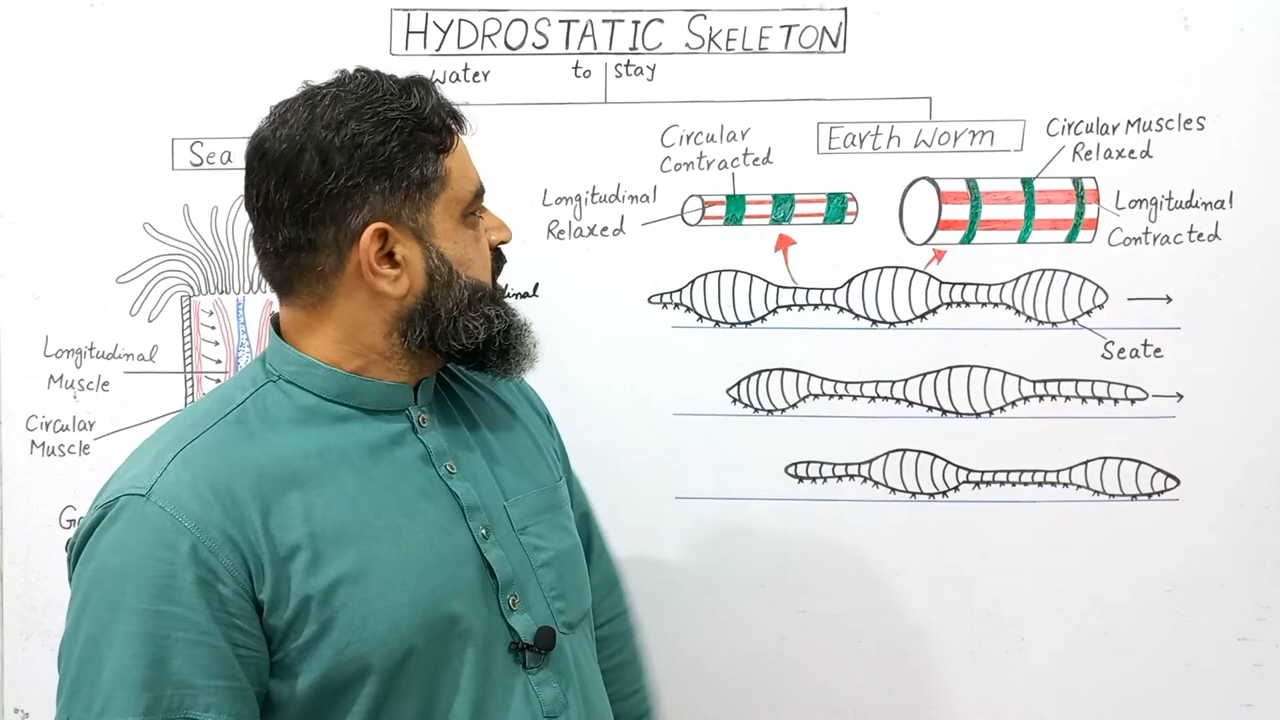 HYDROSTATIC SKELETON
water to stay
Sea
Earth Worm
Circular
Contracted
Longitudinal
Relaxed
Circular Muscles
Relaxed
Longitudinal
Contracted
Seate
Longitudinal
Muscle
Circular
Muscle